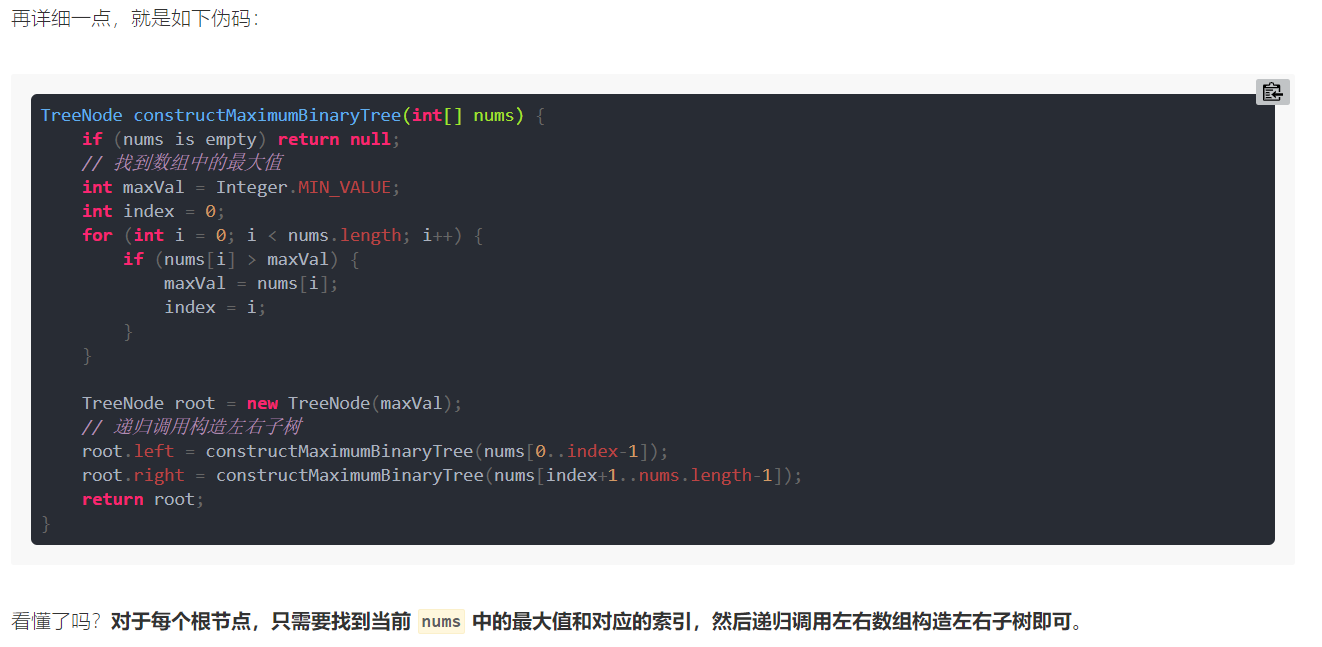 再详细一点，就是如下伪码：
TreeNode constructMaximumBinaryTree(int[] nums) {
    if (nums is empty) return null;
    // 找到数组中的最大值
    int maxVal = Integer.MIN_VALUE;
    int index = 0;
    for (int i = 0; i < nums.length; i++) {
        if (nums[i] > maxVal) {
            maxVal = nums[i];
            index = i;
        }
    }
    TreeNode root = new TreeNode(maxVal);
    // 递归调用构造左右子树
    root.left = constructMaximumBinaryTree(nums[0..index-1]);
    root.right = constructMaximumBinaryTree(nums[index+1..nums.length-1]);
    return root;
}
看懂了吗？对于每个根节点，只需要找到当前 nums 中的最大值和对应的索引，然后递归调用左右数组构造左右子树即可。